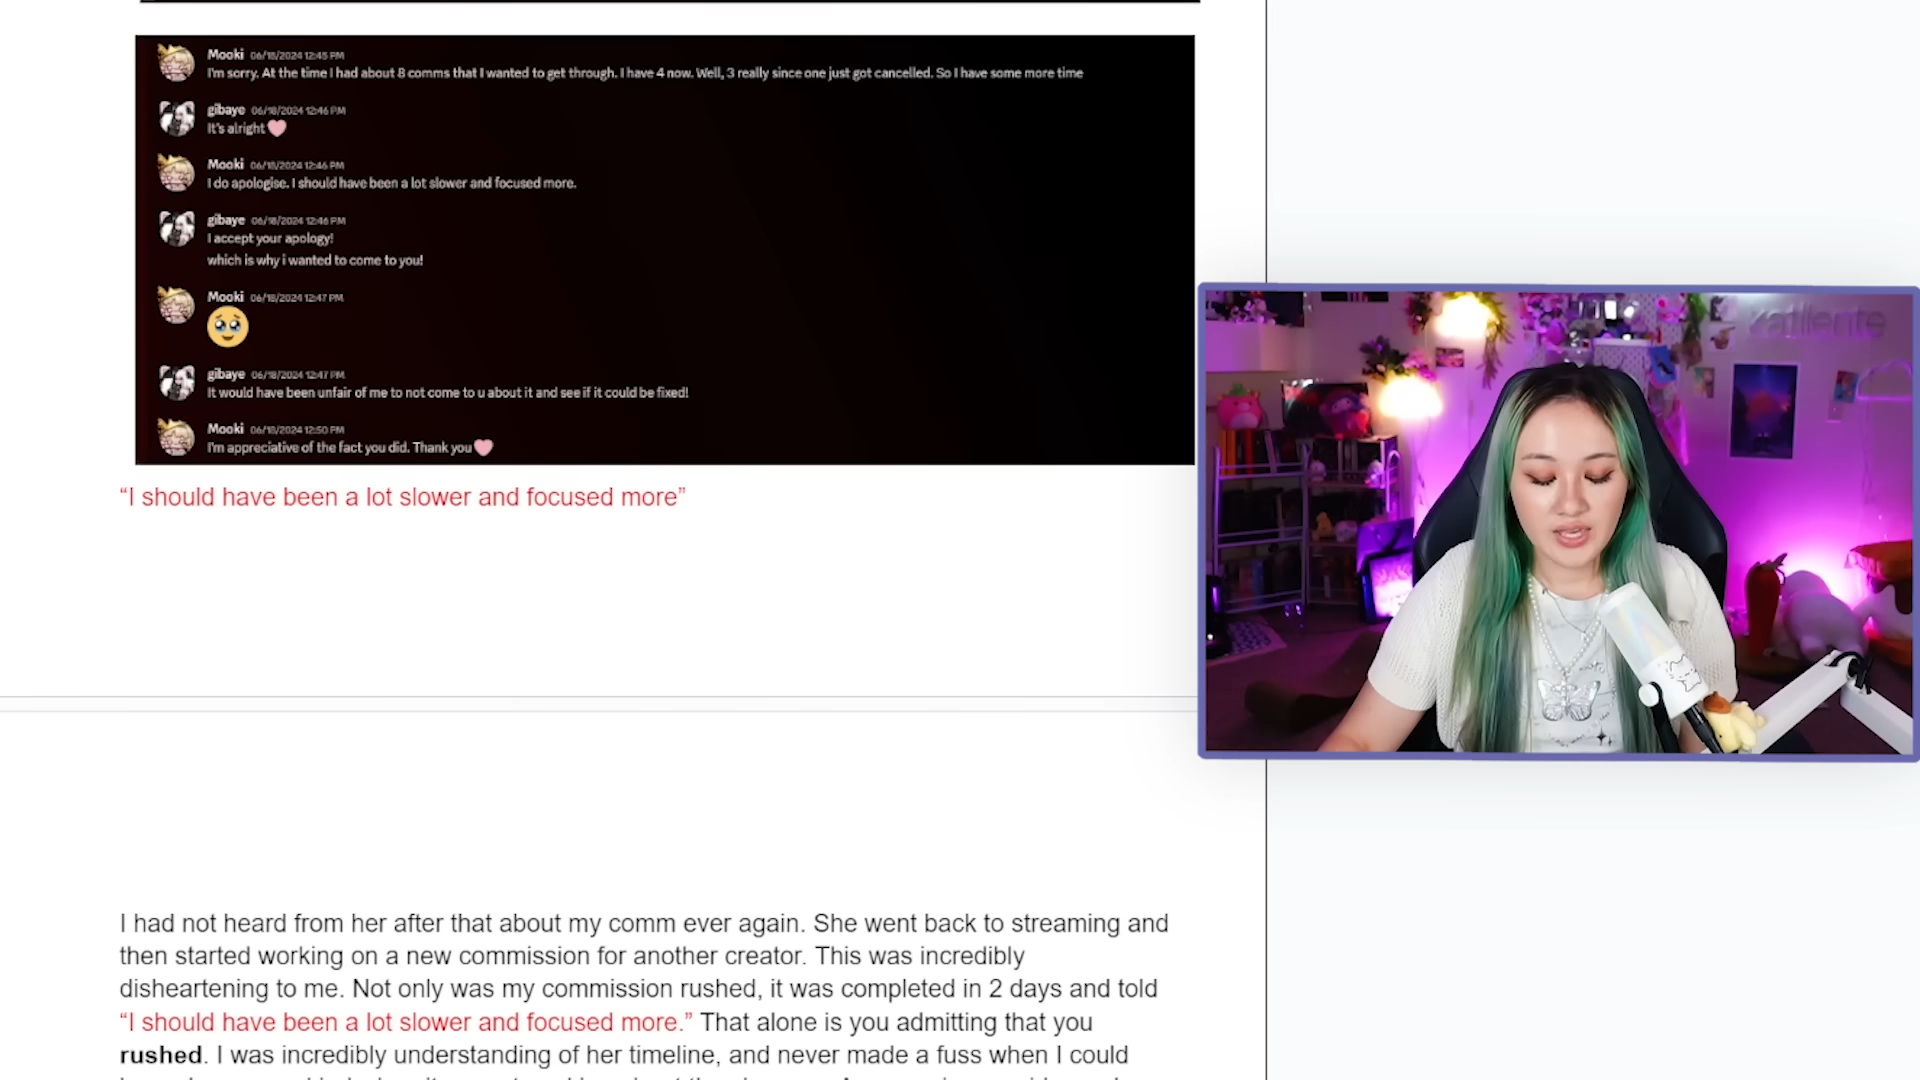 Mooki 06/18/2024 12:45 PM
I'm sorry. At the time I had about 8 comms that I wanted to get through. I have 4 now. Well, 3 really since one just got cancelled. So I have some more time
gibaye 06/18/2024 12:46 PM
It's alright
Mooki 06/18/2024 12:46 PM
I do apologise. I should have been a lot slower and focused more.
gibaye 06/18/2024 12:46 PM
I accept your apology!
which is why i wanted to come to you!
Mooki 06/18/2024 12:47 PM
gibaye 06/18/2024 12:47 PM
It would have been unfair of me to not come to u about it and see if it could be fixed!
Mooki 06/18/2024 12:50 PM
I'm appreciative of the fact you did. Thank you
“I should have been a lot slower and focused more”
I had not heard from her after that about my comm ever again. She went back to streaming and
then started working on a new commission for another creator. This was incredibly
disheartening to me. Not only was my commission rushed, it was completed in 2 days and told
“I should have been a lot slower and focused more.” That alone is you admitting that you
rushed. I was incredibly understanding of her timeline, and never made a fuss when I could